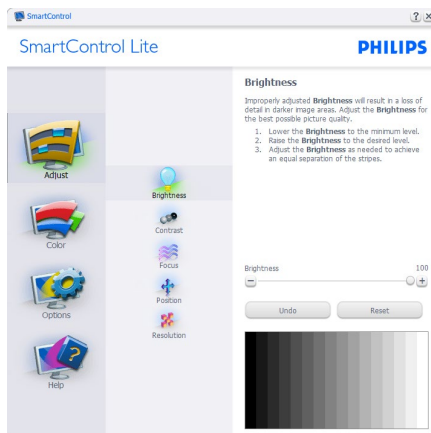 SmartControl
SmartControl Lite
PHILIPS
Adjust
Color
Options
Help
Brightness
Contrast
Focus
Position
Resolution
Brightness
Improperly adjusted Brightness will result in a loss of
detail in darker image areas. Adjust the Brightness for
the best possible picture quality.
1. Lower the Brightness to the minimum level.
2. Raise the Brightness to the desired level.
3. Adjust the Brightness as needed to achieve
an equal separation of the stripes.
Brightness 100
Undo Reset